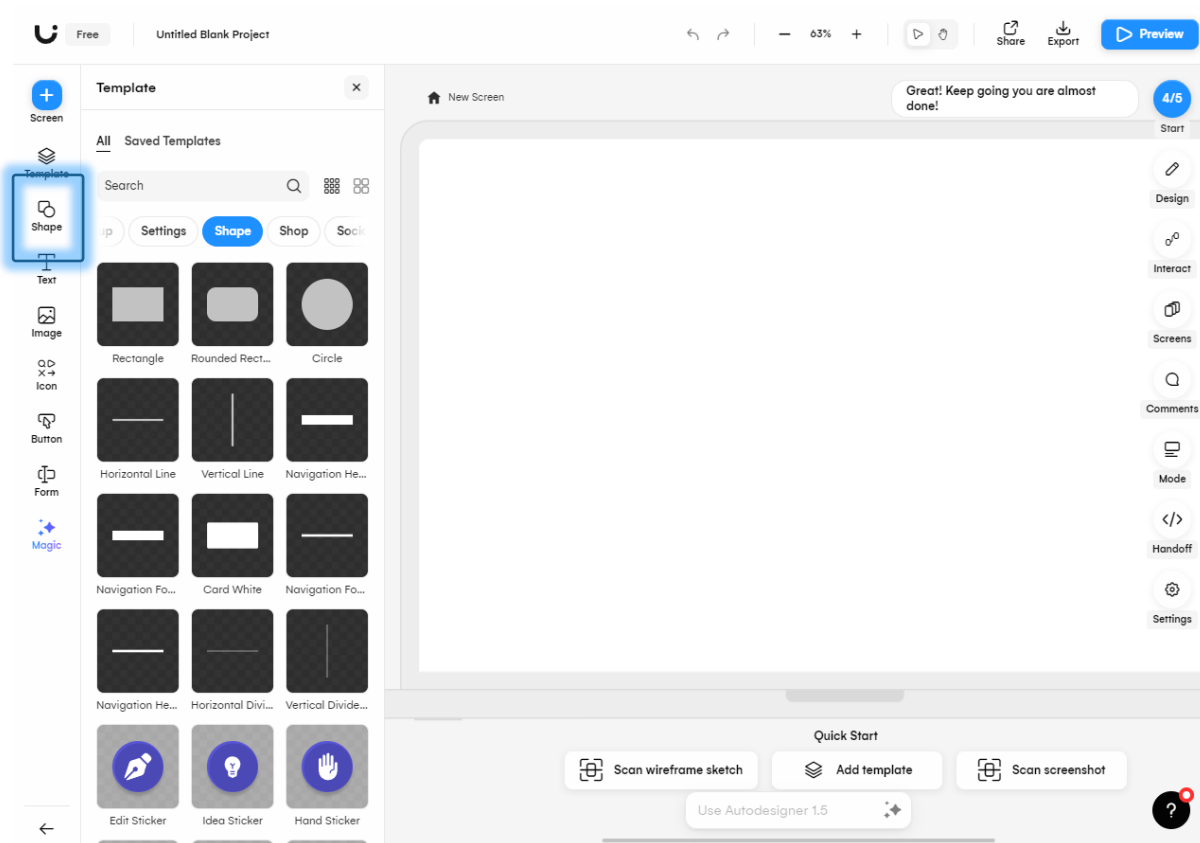 Free
Untitled Blank Project
63%
Share
Export
Preview
Screen
Template
Shape
Text
Image
Icon
Button
Form
Magic
Template
All
Saved Templates
Search
up
Settings
Shape
Shop
Soci
Rectangle
Rounded Rect...
Circle
Horizontal Line
Vertical Line
Navigation He...
Navigation Fo...
Card White
Navigation Fo...
Navigation He...
Horizontal Divi...
Vertical Divide...
Edit Sticker
Idea Sticker
Hand Sticker
New Screen
Great! Keep going you are almost
done!
4/5
Start
Design
Interact
Screens
Comments
Mode
Handoff
Settings
Quick Start
Scan wireframe sketch
Add template
Scan screenshot
Use Autodesigner 1.5
?